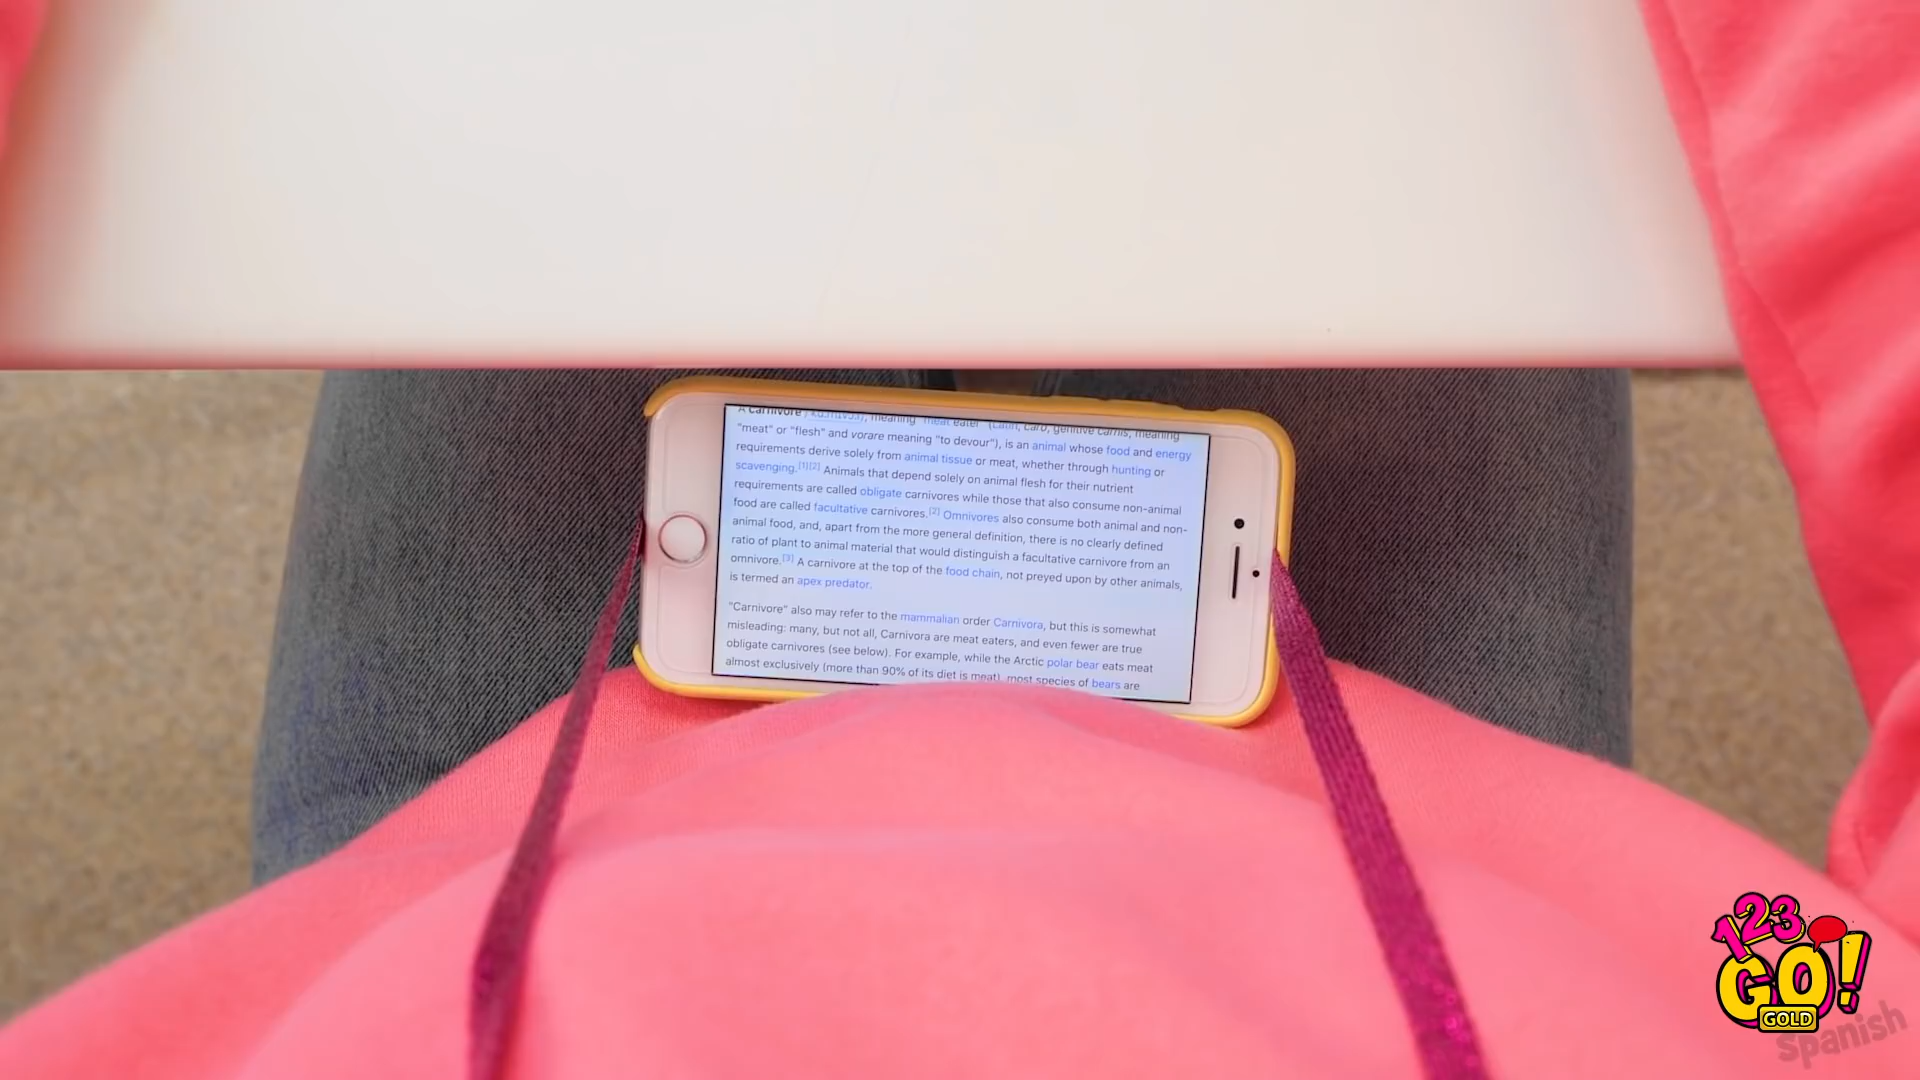 A Carnivore meaning "meat eater" (Latin, caro, genitive carnis, meaning
"meat" or "flesh" and vorare meaning "to devour"), is an animal whose food and energy
requirements derive solely from animal tissue or meat, whether through hunting or
scavenging.[1][2] Animals that depend solely on animal flesh for their nutrient
requirements are called obligate carnivores while those that also consume non-animal
food are called facultative carnivores.[2] Omnivores also consume both animal and non-
animal food, and, apart from the more general definition, there is no clearly defined
ratio of plant to animal material that would distinguish a facultative carnivore from an
omnivore.[3] A carnivore at the top of the food chain, not preyed upon by other animals,
is termed an apex predator.
"Carnivore" also may refer to the mammalian order Carnivora, but this is somewhat
misleading: many, but not all, Carnivora are meat eaters, and even fewer are true
obligate carnivores (see below). For example, while the Arctic polar bear eats meat
almost exclusively (more than 90% of its diet is meat), most species of bears are
123
GO!
GOLD
Spanish